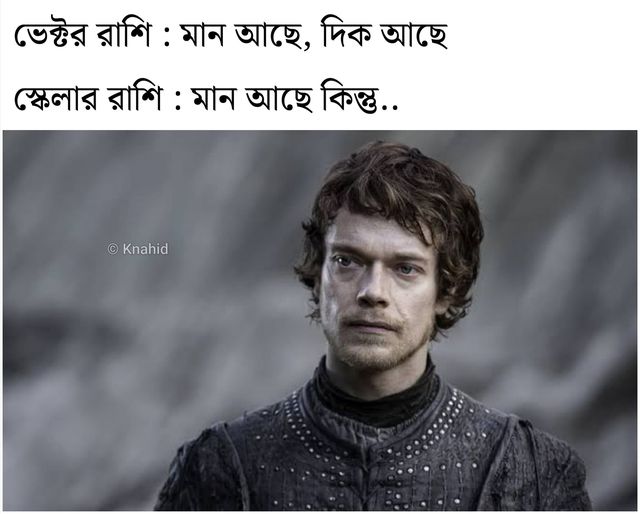 ভেক্টর রাশি : মান আছে, দিক আছে
স্কেলার রাশি : মান আছে কিন্তু..
© Knahid